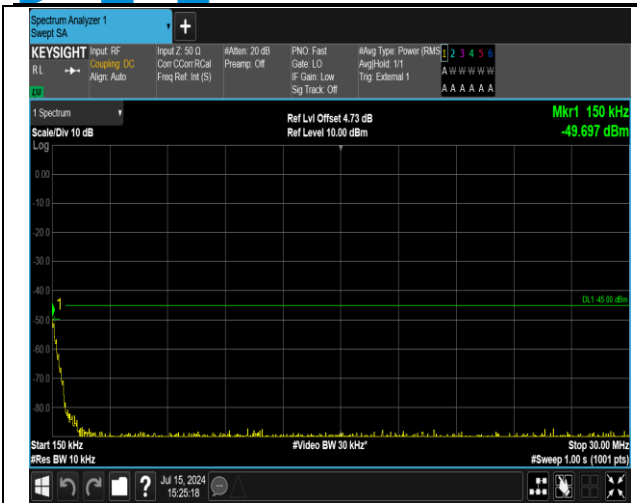 Spectrum Analyzer 1
Swept SA
+
KEYSIGHT
RL
Input: RF
Coupling: DC
Align: Auto
Input Z: 50 Ω
Corr CCorr RCal
Freq Ref: Int (S)
#Atten: 20 dB
Preamp: Off
PNO: Fast
Gate: LO
IF Gain: Low
Sig Track: Off
#Avg Type: Power (RMS
Avg|Hold: 1/1
Trig: External 1
1 2 3 4 5 6
A W W W W W
A A A A A A
1 Spectrum
Scale/Div 10 dB
Log
Ref Lvl Offset 4.73 dB
Ref Level 10.00 dBm
Mkr1 150 kHz
-49.697 dBm
0.00
-10.0
-20.0
-30.0
-40.0
-50.0
-60.0
-70.0
-80.0
1
DL1 -45.00 dBm
Start 150 kHz
#Res BW 10 kHz
#Video BW 30 kHz*
Stop 30.00 MHz
#Sweep 1.00 s (1001 pts)
?
Jul 15, 2024
15:25:18